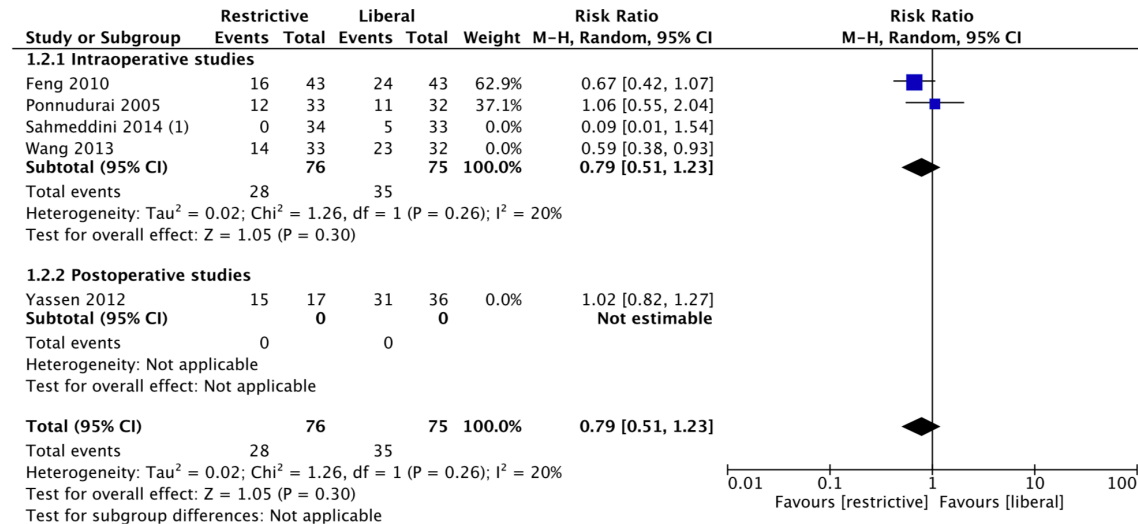 Restrictive Liberal Risk Ratio Risk Ratio
Study or Subgroup Events Total Events Total Weight M-H, Random, 95% CI M-H, Random, 95% CI
1.2.1 Intraoperative studies
Feng 2010 16 43 24 43 62.9% 0.67 [0.42, 1.07]
Ponnudurai 2005 12 33 11 32 37.1% 1.06 [0.55, 2.04]
Sahmeddini 2014 (1) 0 34 5 33 0.0% 0.09 [0.01, 1.54]
Wang 2013 14 33 23 32 0.0% 0.59 [0.38, 0.93]
Subtotal (95% CI) 76 75 100.0% 0.79 [0.51, 1.23]
Total events 28 35
Heterogeneity: Tau² = 0.02; Chi² = 1.26, df = 1 (P = 0.26); I² = 20%
Test for overall effect: Z = 1.05 (P = 0.30)
1.2.2 Postoperative studies
Yassen 2012 15 17 31 36 0.0% 1.02 [0.82, 1.27]
Subtotal (95% CI) 0 0 Not estimable
Total events 0 0
Heterogeneity: Not applicable
Test for overall effect: Not applicable
Total (95% CI) 76 75 100.0% 0.79 [0.51, 1.23]
Total events 28 35
Heterogeneity: Tau² = 0.02; Chi² = 1.26, df = 1 (P = 0.26); I² = 20%
Test for overall effect: Z = 1.05 (P = 0.30)
Test for subgroup differences: Not applicable
0.01 0.1 1 10 100
Favours [restrictive] Favours [liberal]